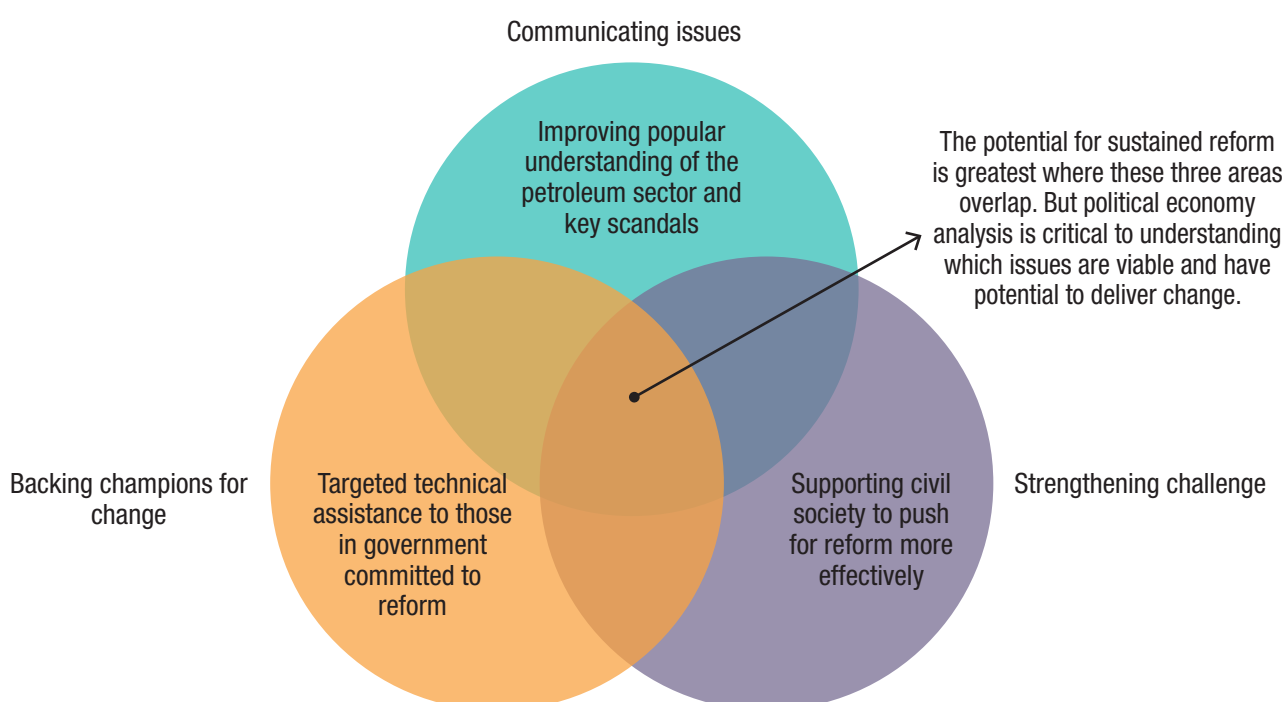 Communicating issues
Improving popular
understanding of the
petroleum sector and
key scandals
The potential for sustained reform
is greatest where these three areas
overlap. But political economy
analysis is critical to understanding
which issues are viable and have
potential to deliver change.
Backing champions for
change
Targeted technical
assistance to those
in government
committed to
reform
Supporting civil
society to push
for reform more
effectively
Strengthening challenge